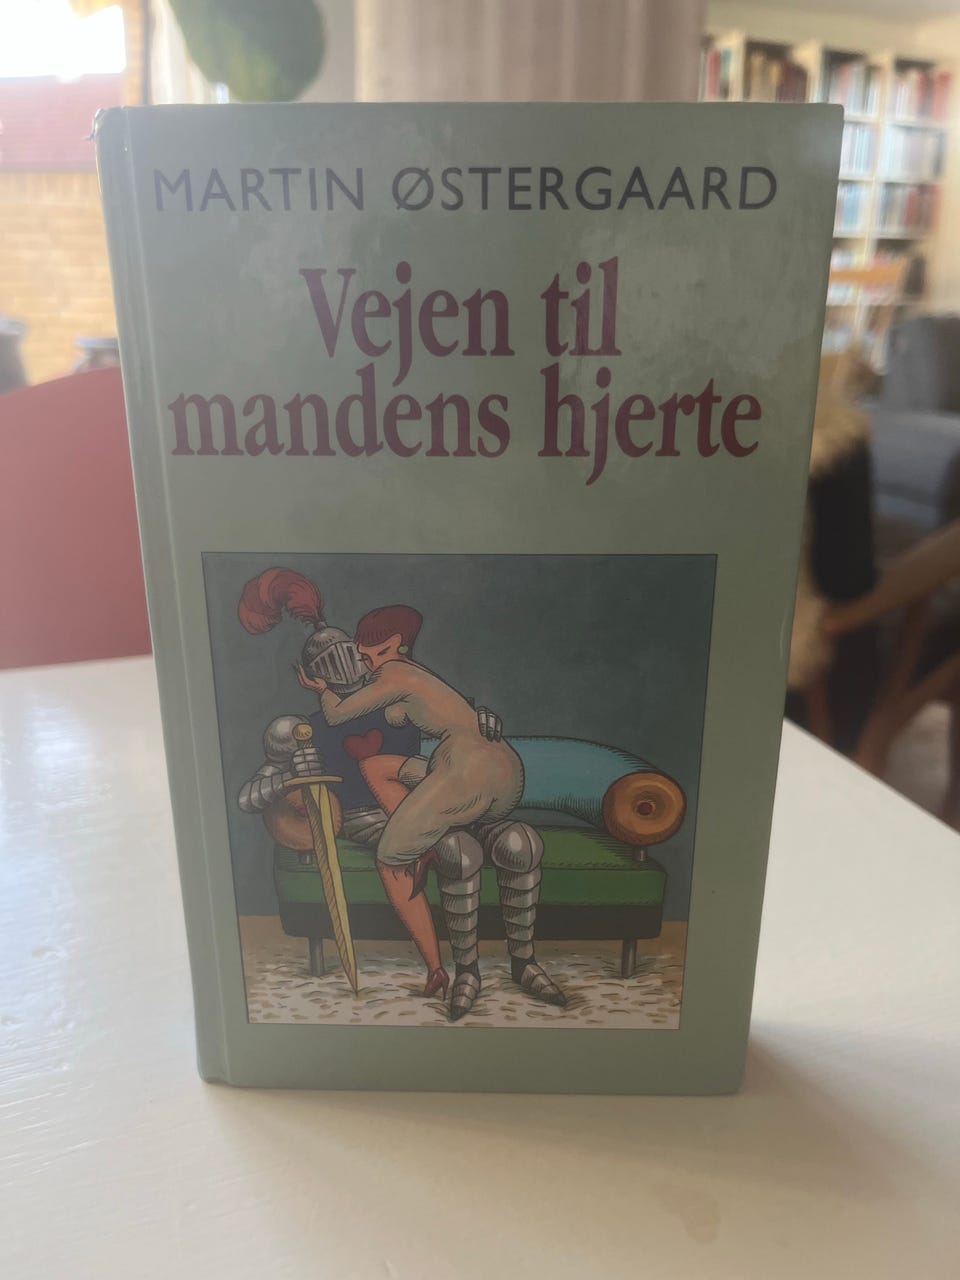 MARTIN ØSTERGAARD
Vejen til
mandens hjerte